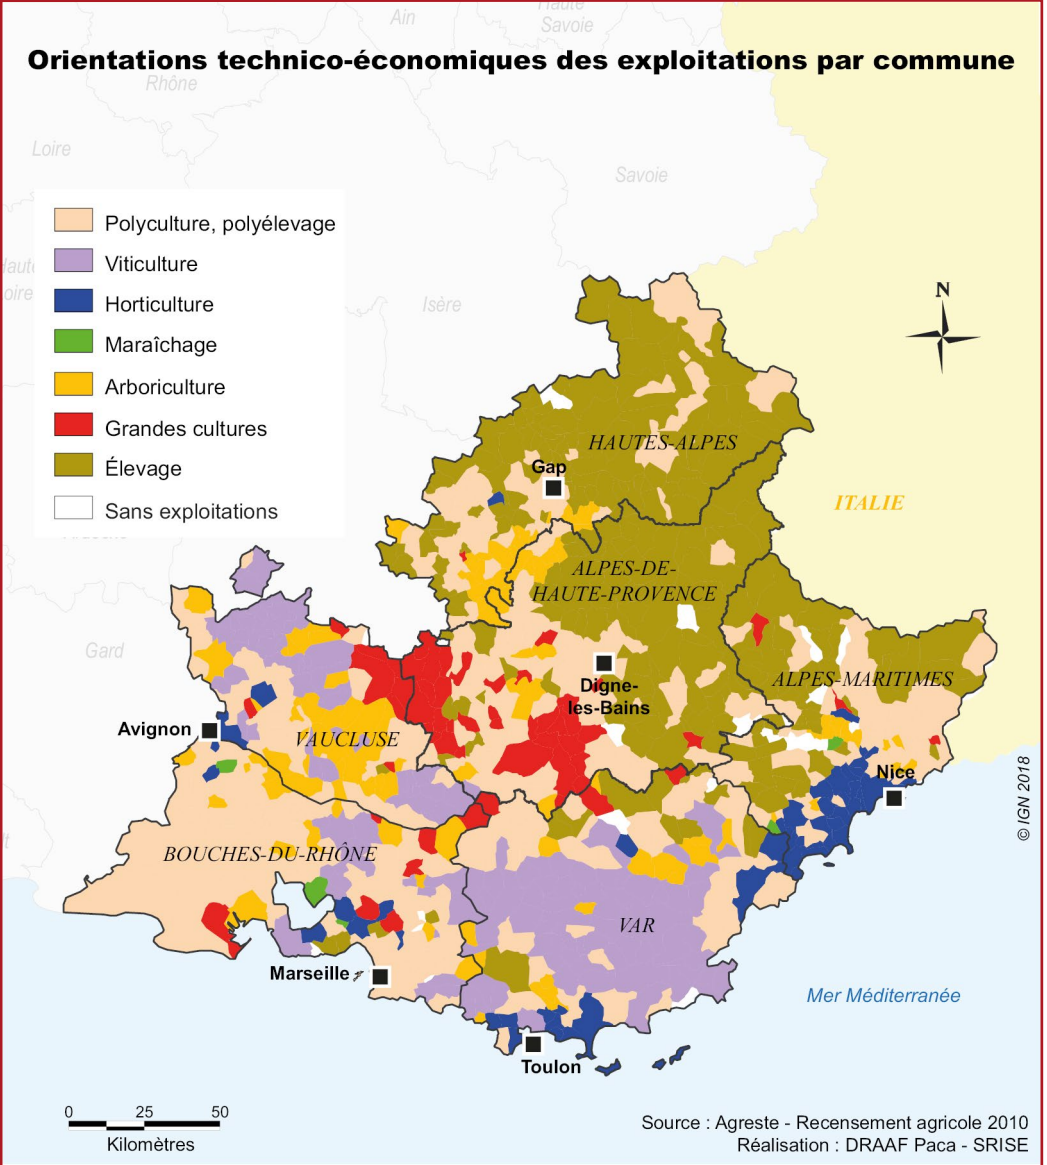 Ain
Haute
Savoie
Orientations technico-économiques des exploitations par commune
Rhône
Loire
Savoie
Polyculture, polyélevage
Viticulture
Horticulture
Maraîchage
Arboriculture
Grandes cultures
Élevage
Sans exploitations
Isère
N
HAUTES-ALPES
Gap
ITALIE
ALPES-DE-
HAUTE-PROVENCE
Gard
Digne-
les-Bains
ALPES-MARITIMES
Avignon
VAUCLUSE
Nice
© IGN 2018
BOUCHES-DU-RHÔNE
VAR
Marseille
Mer Méditerranée
Toulon
0 25 50
Kilomètres
Source : Agreste - Recensement agricole 2010
Réalisation : DRAAF Paca - SRISE